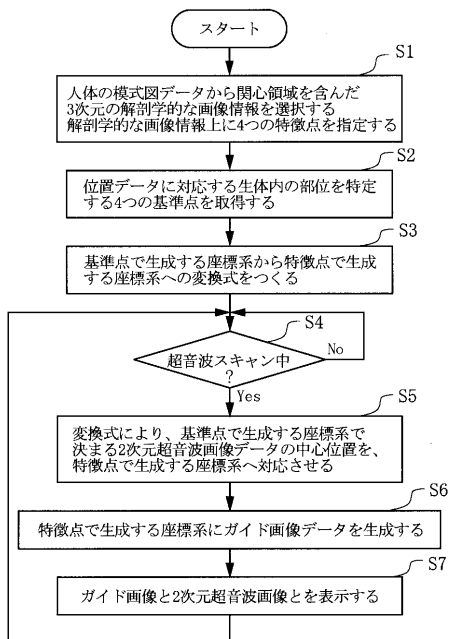 スタート
S1
人体の模式図データから関心領域を含んだ
3次元の解剖学的な画像情報を選択する
解剖学的な画像情報上に4つの特徴点を指定する
S2
位置データに対応する生体内の部位を特定
する4つの基準点を取得する
S3
基準点で生成する座標系から特徴点で生成
する座標系への変換式をつくる
S4
超音波スキャン中
?
No
Yes
S5
変換式により、基準点で生成する座標系で
決まる2次元超音波画像データの中心位置を、
特徴点で生成する座標系へ対応させる
S6
特徴点で生成する座標系にガイド画像データを生成する
S7
ガイド画像と2次元超音波画像とを表示する